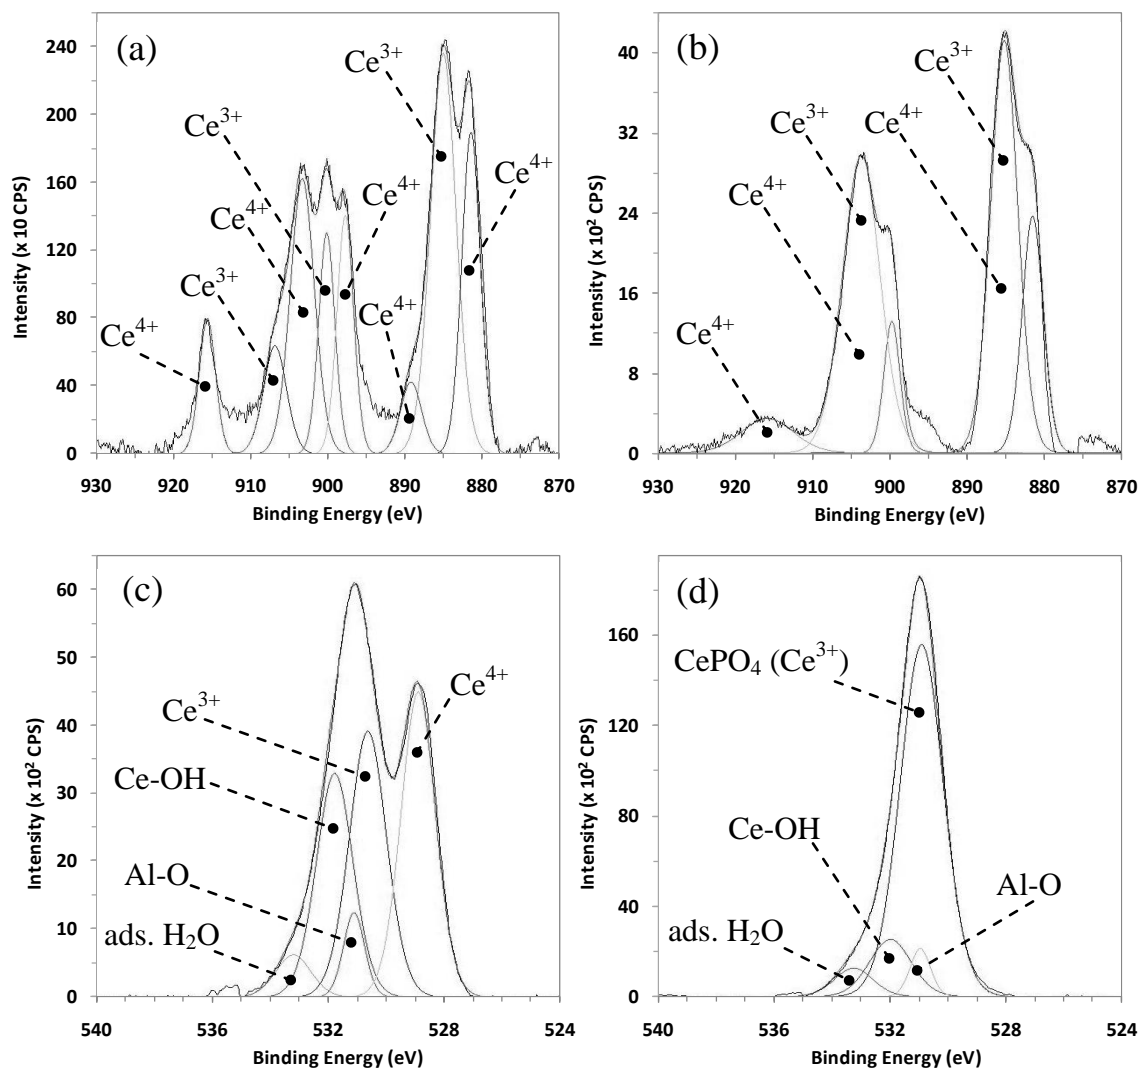 (a)
Intensity (x 10 CPS)
240
200
160
120
80
40
0
Ce3+
Ce3+
Ce4+
Ce4+
Ce4+
Ce3+
Ce4+
Ce4+
930 920 910 900 890 880 870
Binding Energy (eV)
(b)
Intensity (x 10² CPS)
40
32
24
16
8
0
Ce3+
Ce3+
Ce4+
Ce4+
Ce4+
930 920 910 900 890 880 870
Binding Energy (eV)
(c)
Intensity (x 10² CPS)
60
50
40
30
20
10
0
Ce4+
Ce3+
Ce-OH
Al-O
ads. H2O
540 536 532 528 524
Binding Energy (eV)
(d)
Intensity (x 10² CPS)
160
120
80
40
0
CePO4 (Ce3+)
Ce-OH
Al-O
ads. H2O
540 536 532 528 524
Binding Energy (eV)